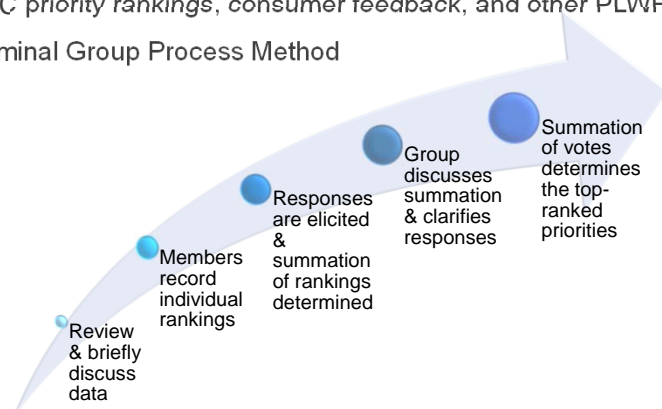 priority rankings, consumer feedback, and other
minal Group Process Method
Summation
of votes
determines
the top-
ranked
priorities
Group
discusses
summation
& clarifies
responses
Responses
are elicited
&
summation
of rankings
determined
Members
record
individual
rankings
Review
& briefly
discuss
data